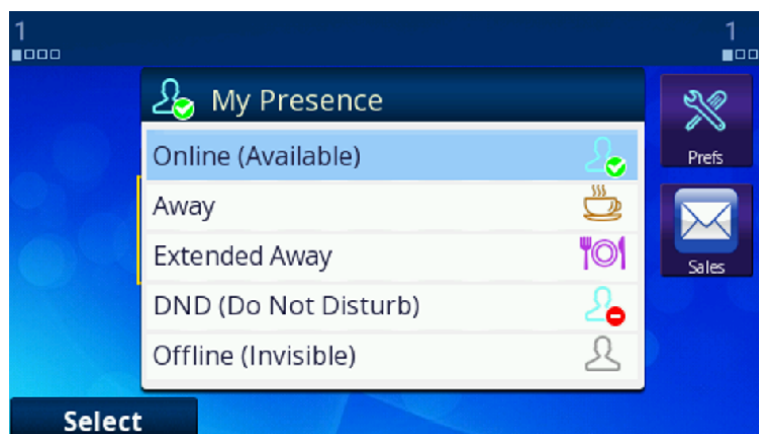 1
1
My Presence
Online (Available)
Away
Extended Away
DND (Do Not Disturb)
Offline (Invisible)
Prefs
Sales
Select